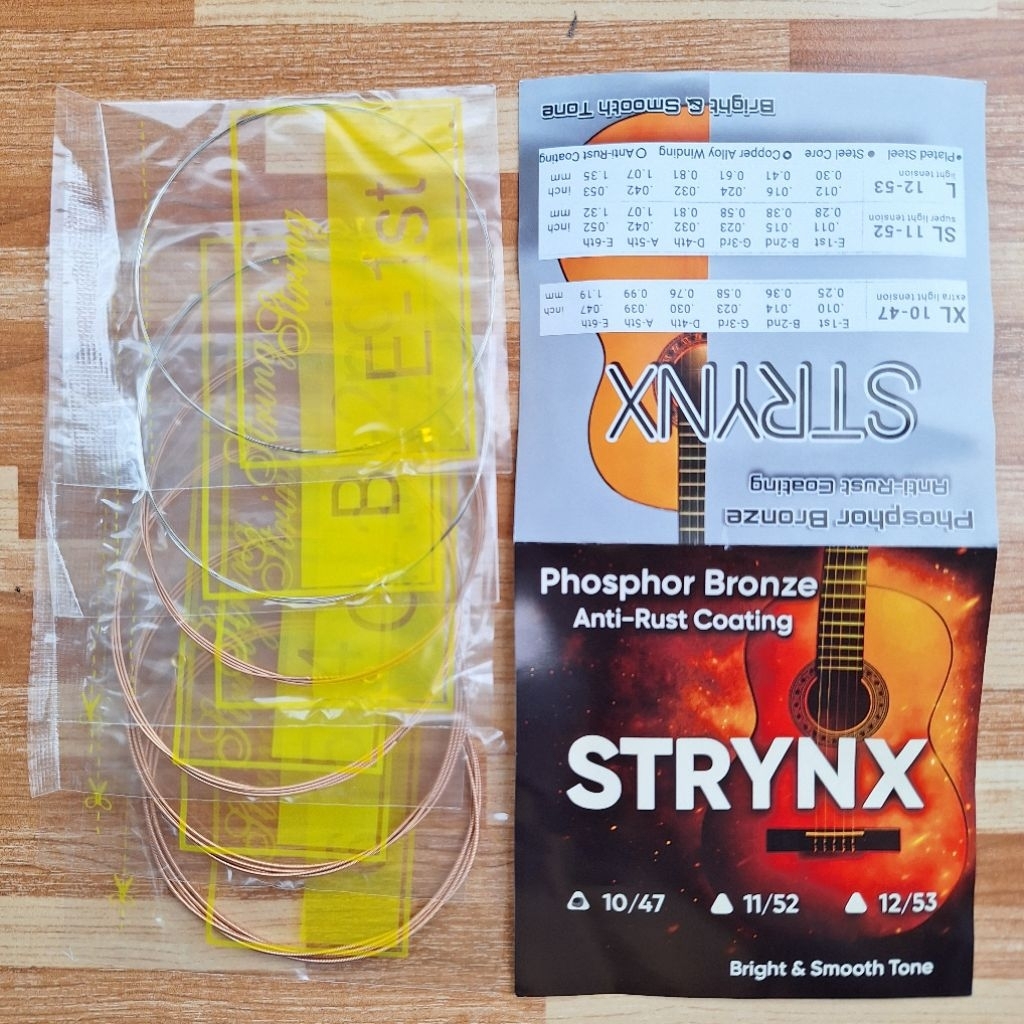 E-1st
String
B
String
G
Phosphor Bronze
Anti-Rust Coating
STRYNX
E-1st B-2nd G-3rd D-4th A-5th E-6th
XL 10-47 .010 .014 .023 .030 .039 .047 inch
extra light tension 0.25 0.36 0.58 0.76 0.99 1.19 mm
E-1st B-2nd G-3rd D-4th A-5th E-6th
SL 11-52 .011 .015 .023 .032 .042 .052 inch
super light tension 0.28 0.38 0.58 0.81 1.07 1.32 mm
L 12-53 .012 .016 .024 .032 .042 .053 inch
light tension 0.30 0.41 0.61 0.81 1.07 1.35 mm
•Plated Steel • Steel Core Copper Alloy Winding Anti-Rust Coating
Bright & Smooth Tone
Phosphor Bronze
Anti-Rust Coating
STRYNX
10/47 11/52 12/53
Bright & Smooth Tone